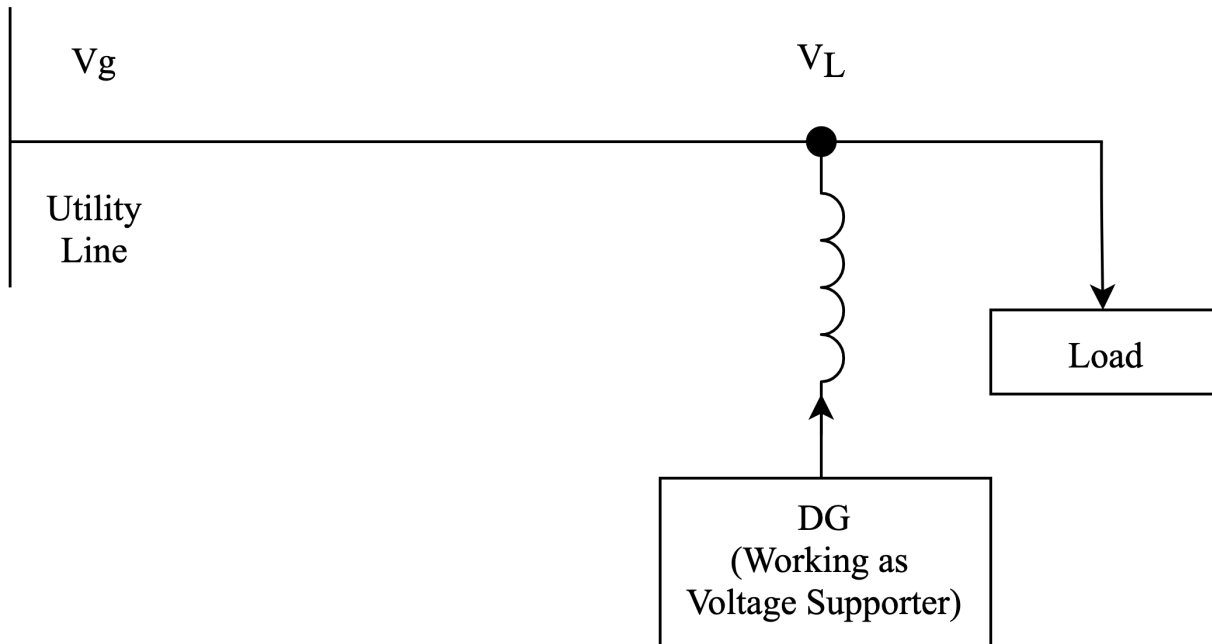 Vg
VL
Utility
Line
Load
DG
(Working as
Voltage Supporter)